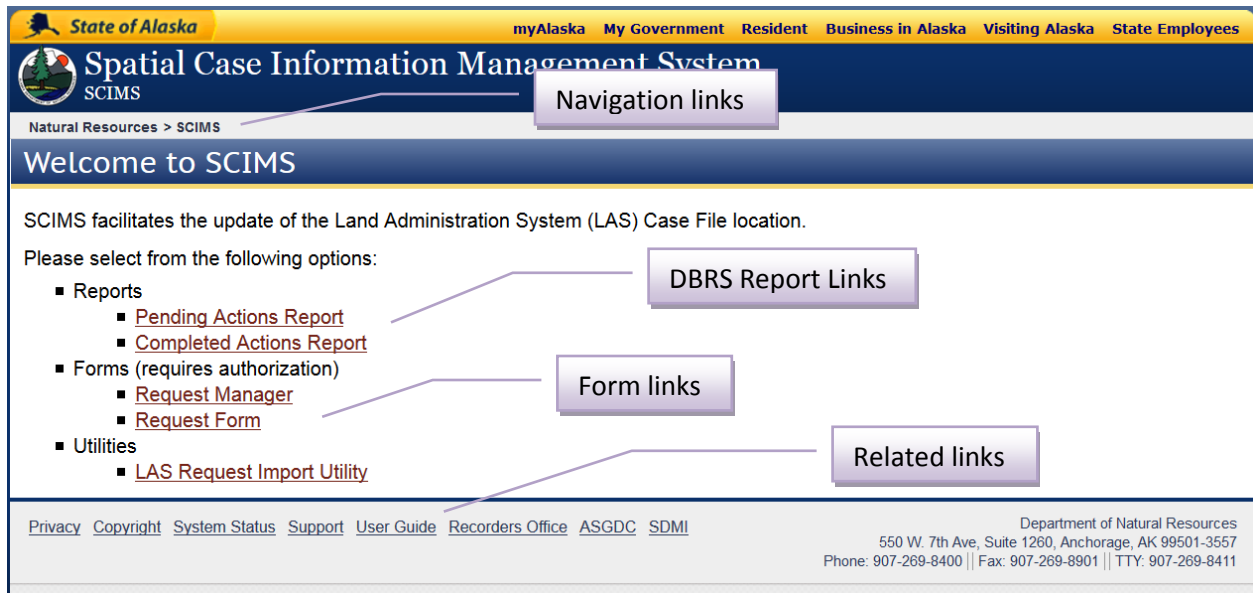 State of Alaska
myAlaska My Government Resident Business in Alaska Visiting Alaska State Employees
Spatial Case Information Management System
SCIMS
Navigation links
Natural Resources > SCIMS
Welcome to SCIMS
SCIMS facilitates the update of the Land Administration System (LAS) Case File location.
Please select from the following options:
DBRS Report Links
Reports
Pending Actions Report
Completed Actions Report
Forms (requires authorization)
Form links
Request Manager
Request Form
Utilities
Related links
LAS Request Import Utility
Privacy Copyright System Status Support User Guide Recorders Office ASGDC SDMI
Department of Natural Resources
550 W. 7th Ave, Suite 1260, Anchorage, AK 99501-3557
Phone: 907-269-8400 || Fax: 907-269-8901 || TTY: 907-269-8411